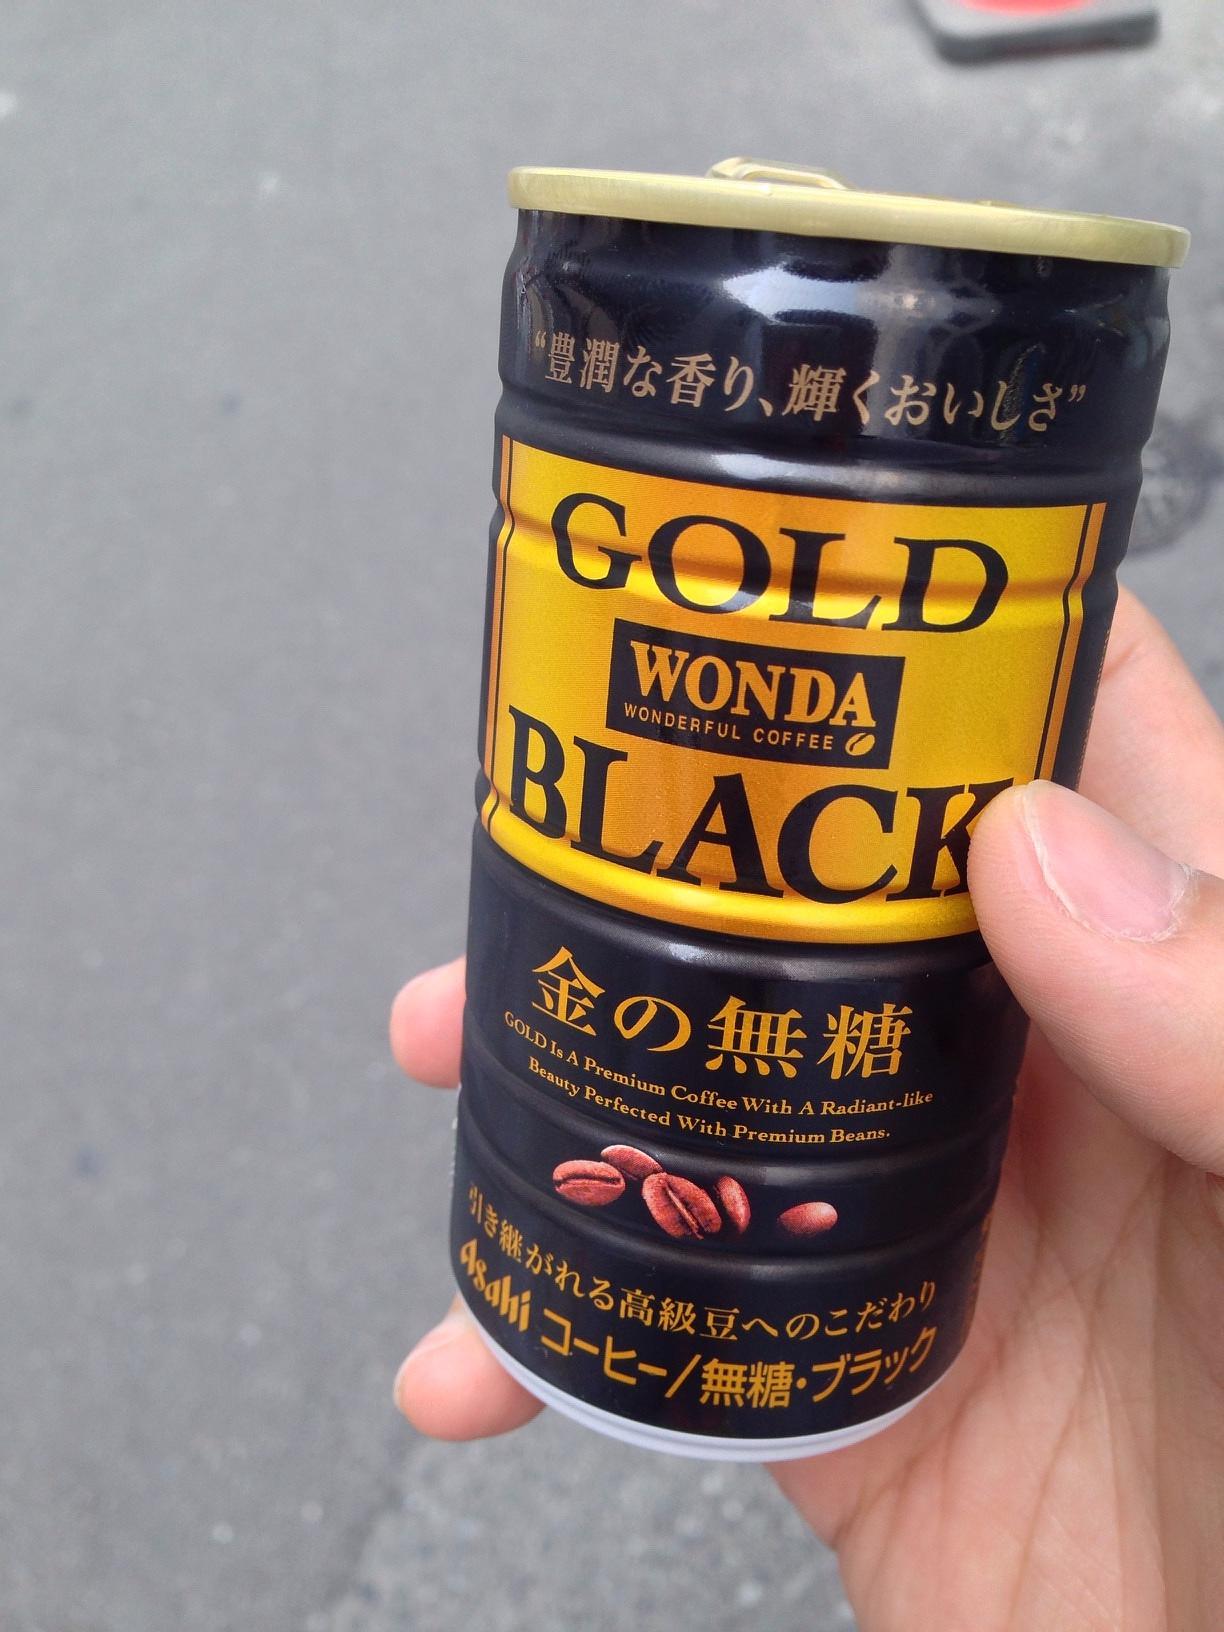 “豊潤な香り、輝くおいしさ”
GOLD
WONDA
WONDERFUL COFFEE
BLACK
金の無糖
GOLD Is A Premium Coffee With A Radiant-like
Beauty Perfected With Premium Beans.
引き継がれる高級豆へのこだわり
Asahi コーヒー/無糖・ブラック